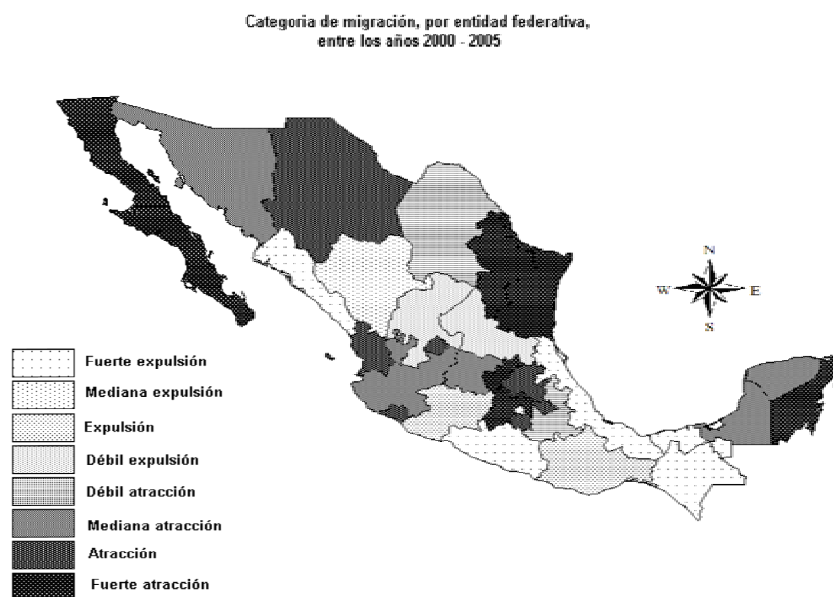 Categoria de migración, por entidad federativa,
entre los años 2000 - 2005
N
W E
S
Fuerte expulsión
Mediana expulsión
Expulsión
Débil expulsión
Débil atracción
Mediana atracción
Atracción
Fuerte atracción